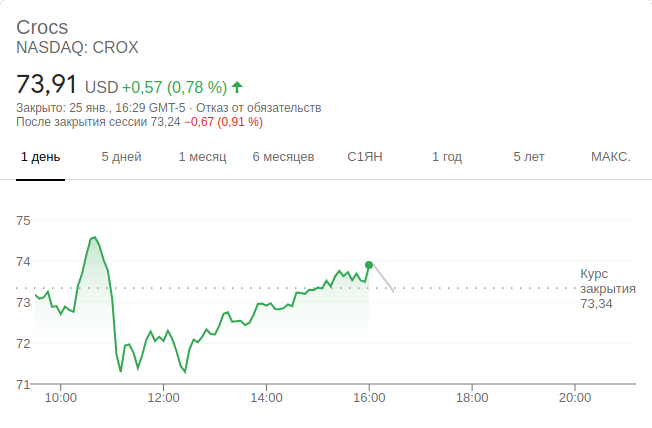 Crocs
NASDAQ: CROX
73,91 USD +0,57 (0,78 %)
Закрыто: 25 янв., 16:29 GMT-5 · Отказ от обязательств
После закрытия сессии 73,24 −0,67 (0,91 %)
1 день 5 дней 1 месяц 6 месяцев С1ЯН 1 год 5 лет МАКС.
75
74
73
72
71
Курс
закрытия
73,34
10:00 12:00 14:00 16:00 18:00 20:00